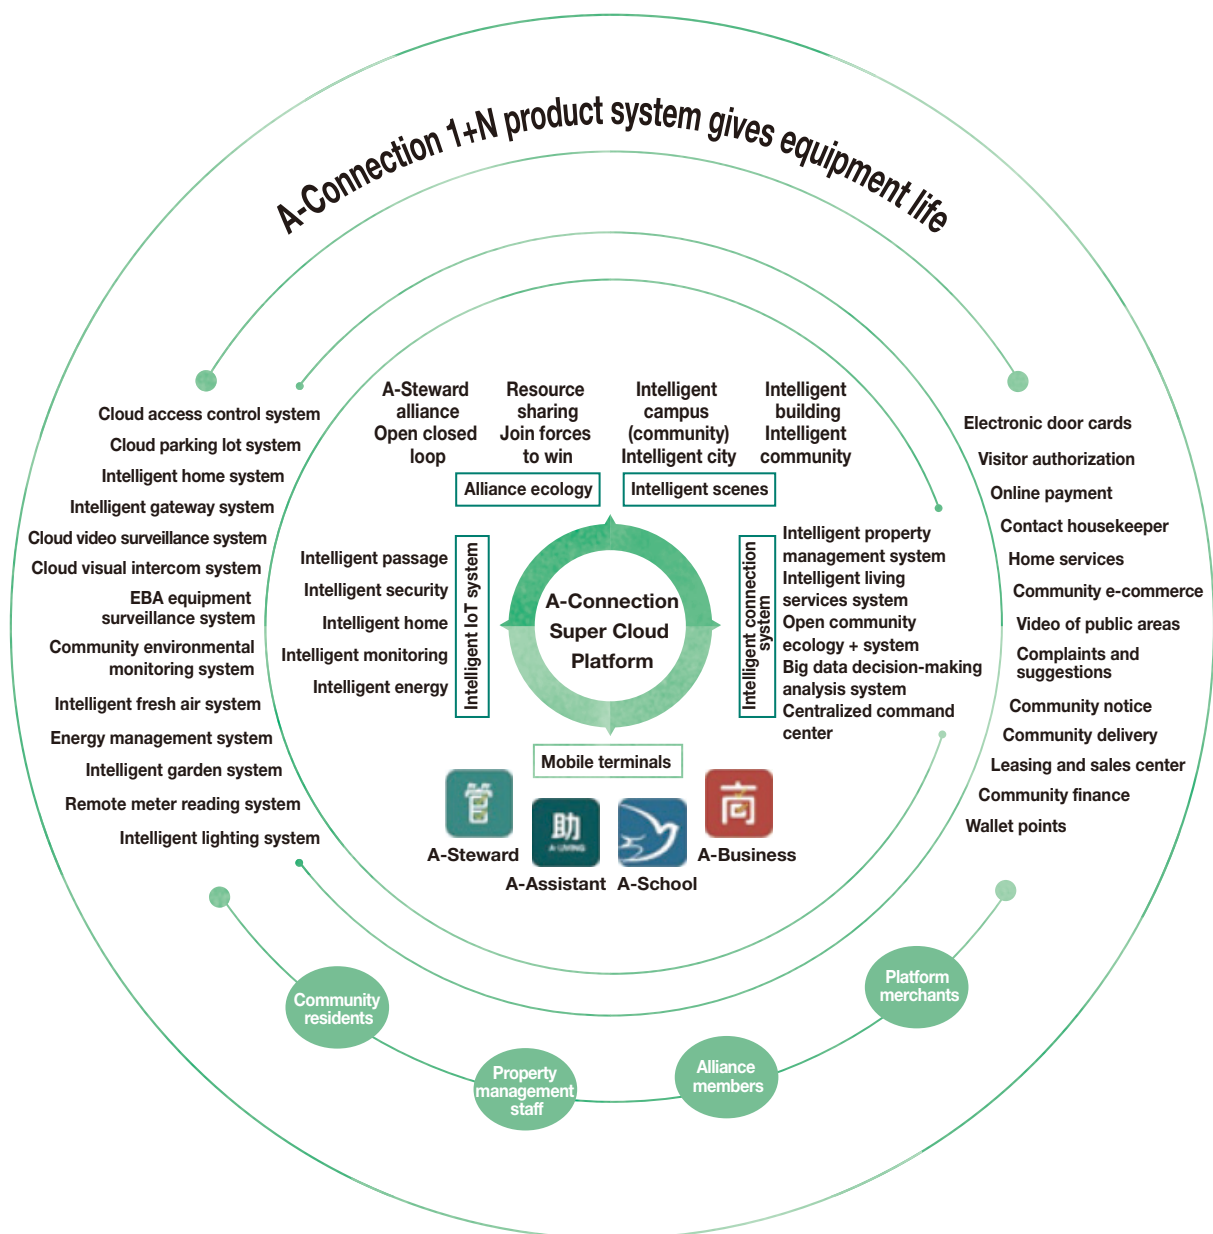 A-Connection 1+N product system gives equipment life
Cloud access control system
Cloud parking lot system
Intelligent home system
Intelligent gateway system
Cloud video surveillance system
Cloud visual intercom system
EBA equipment
surveillance system
Community environmental
monitoring system
Intelligent fresh air system
Energy management system
Intelligent garden system
Remote meter reading system
Intelligent lighting system
A-Steward
alliance
Open closed
loop
Resource
sharing
Join forces
to win
Intelligent
campus
(community)
Intelligent city
Intelligent
building
Intelligent
community
Alliance ecology
Intelligent scenes
Intelligent passage
Intelligent security
Intelligent home
Intelligent monitoring
Intelligent energy
Intelligent IoT system
A-Connection
Super Cloud
Platform
Intelligent connection
system
Intelligent property
management system
Intelligent living
services system
Open community
ecology + system
Big data decision-making
analysis system
Centralized command
center
Mobile terminals
管
A-Steward
助
A-LIVING
A-Assistant
A-School
商
A-Business
Electronic door cards
Visitor authorization
Online payment
Contact housekeeper
Home services
Community e-commerce
Video of public areas
Complaints and
suggestions
Community notice
Community delivery
Leasing and sales center
Community finance
Wallet points
Community
residents
Property
management
staff
Alliance
members
Platform
merchants